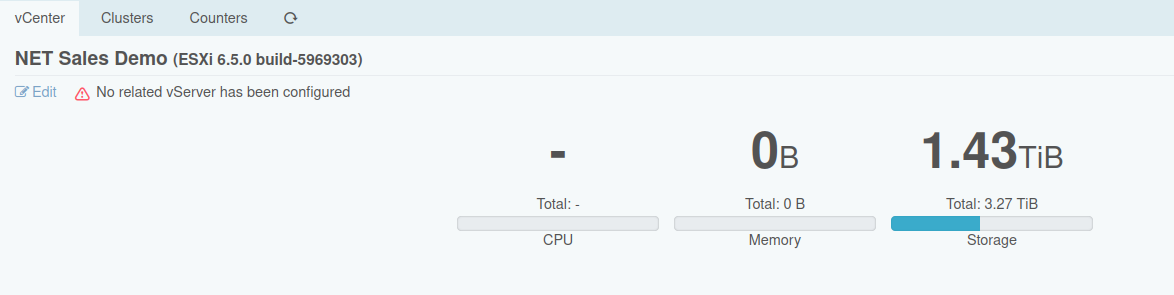 vCenter Clusters Counters
NET Sales Demo (ESXi 6.5.0 build-5969303)
Edit No related vServer has been configured
- 0B 1.43TiB
Total: - Total: 0 B Total: 3.27 TiB
CPU Memory Storage